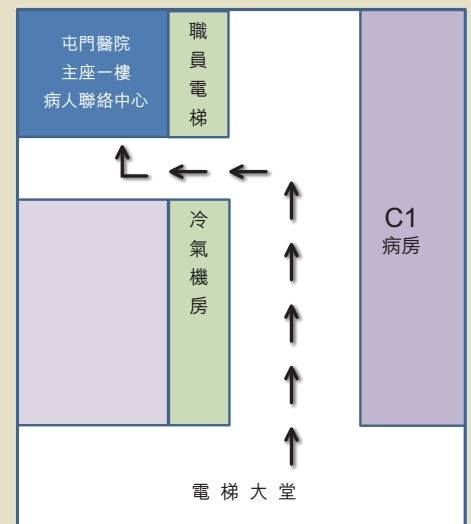 屯門醫院
主座一樓
病人聯絡中心
職員電梯
冷氣機房
C1
病房
電梯大堂